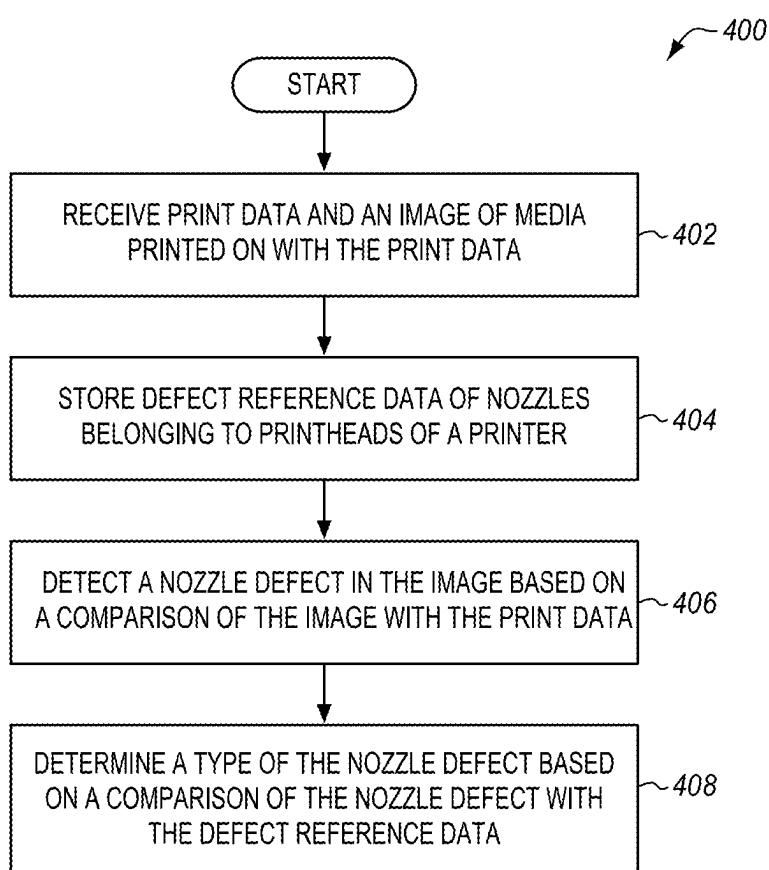 400
START
RECEIVE PRINT DATA AND AN IMAGE OF MEDIA
PRINTED ON WITH THE PRINT DATA
402
STORE DEFECT REFERENCE DATA OF NOZZLES
BELONGING TO PRINTHEADS OF A PRINTER
404
DETECT A NOZZLE DEFECT IN THE IMAGE BASED ON
A COMPARISON OF THE IMAGE WITH THE PRINT DATA
406
DETERMINE A TYPE OF THE NOZZLE DEFECT BASED
ON A COMPARISON OF THE NOZZLE DEFECT WITH
THE DEFECT REFERENCE DATA
408